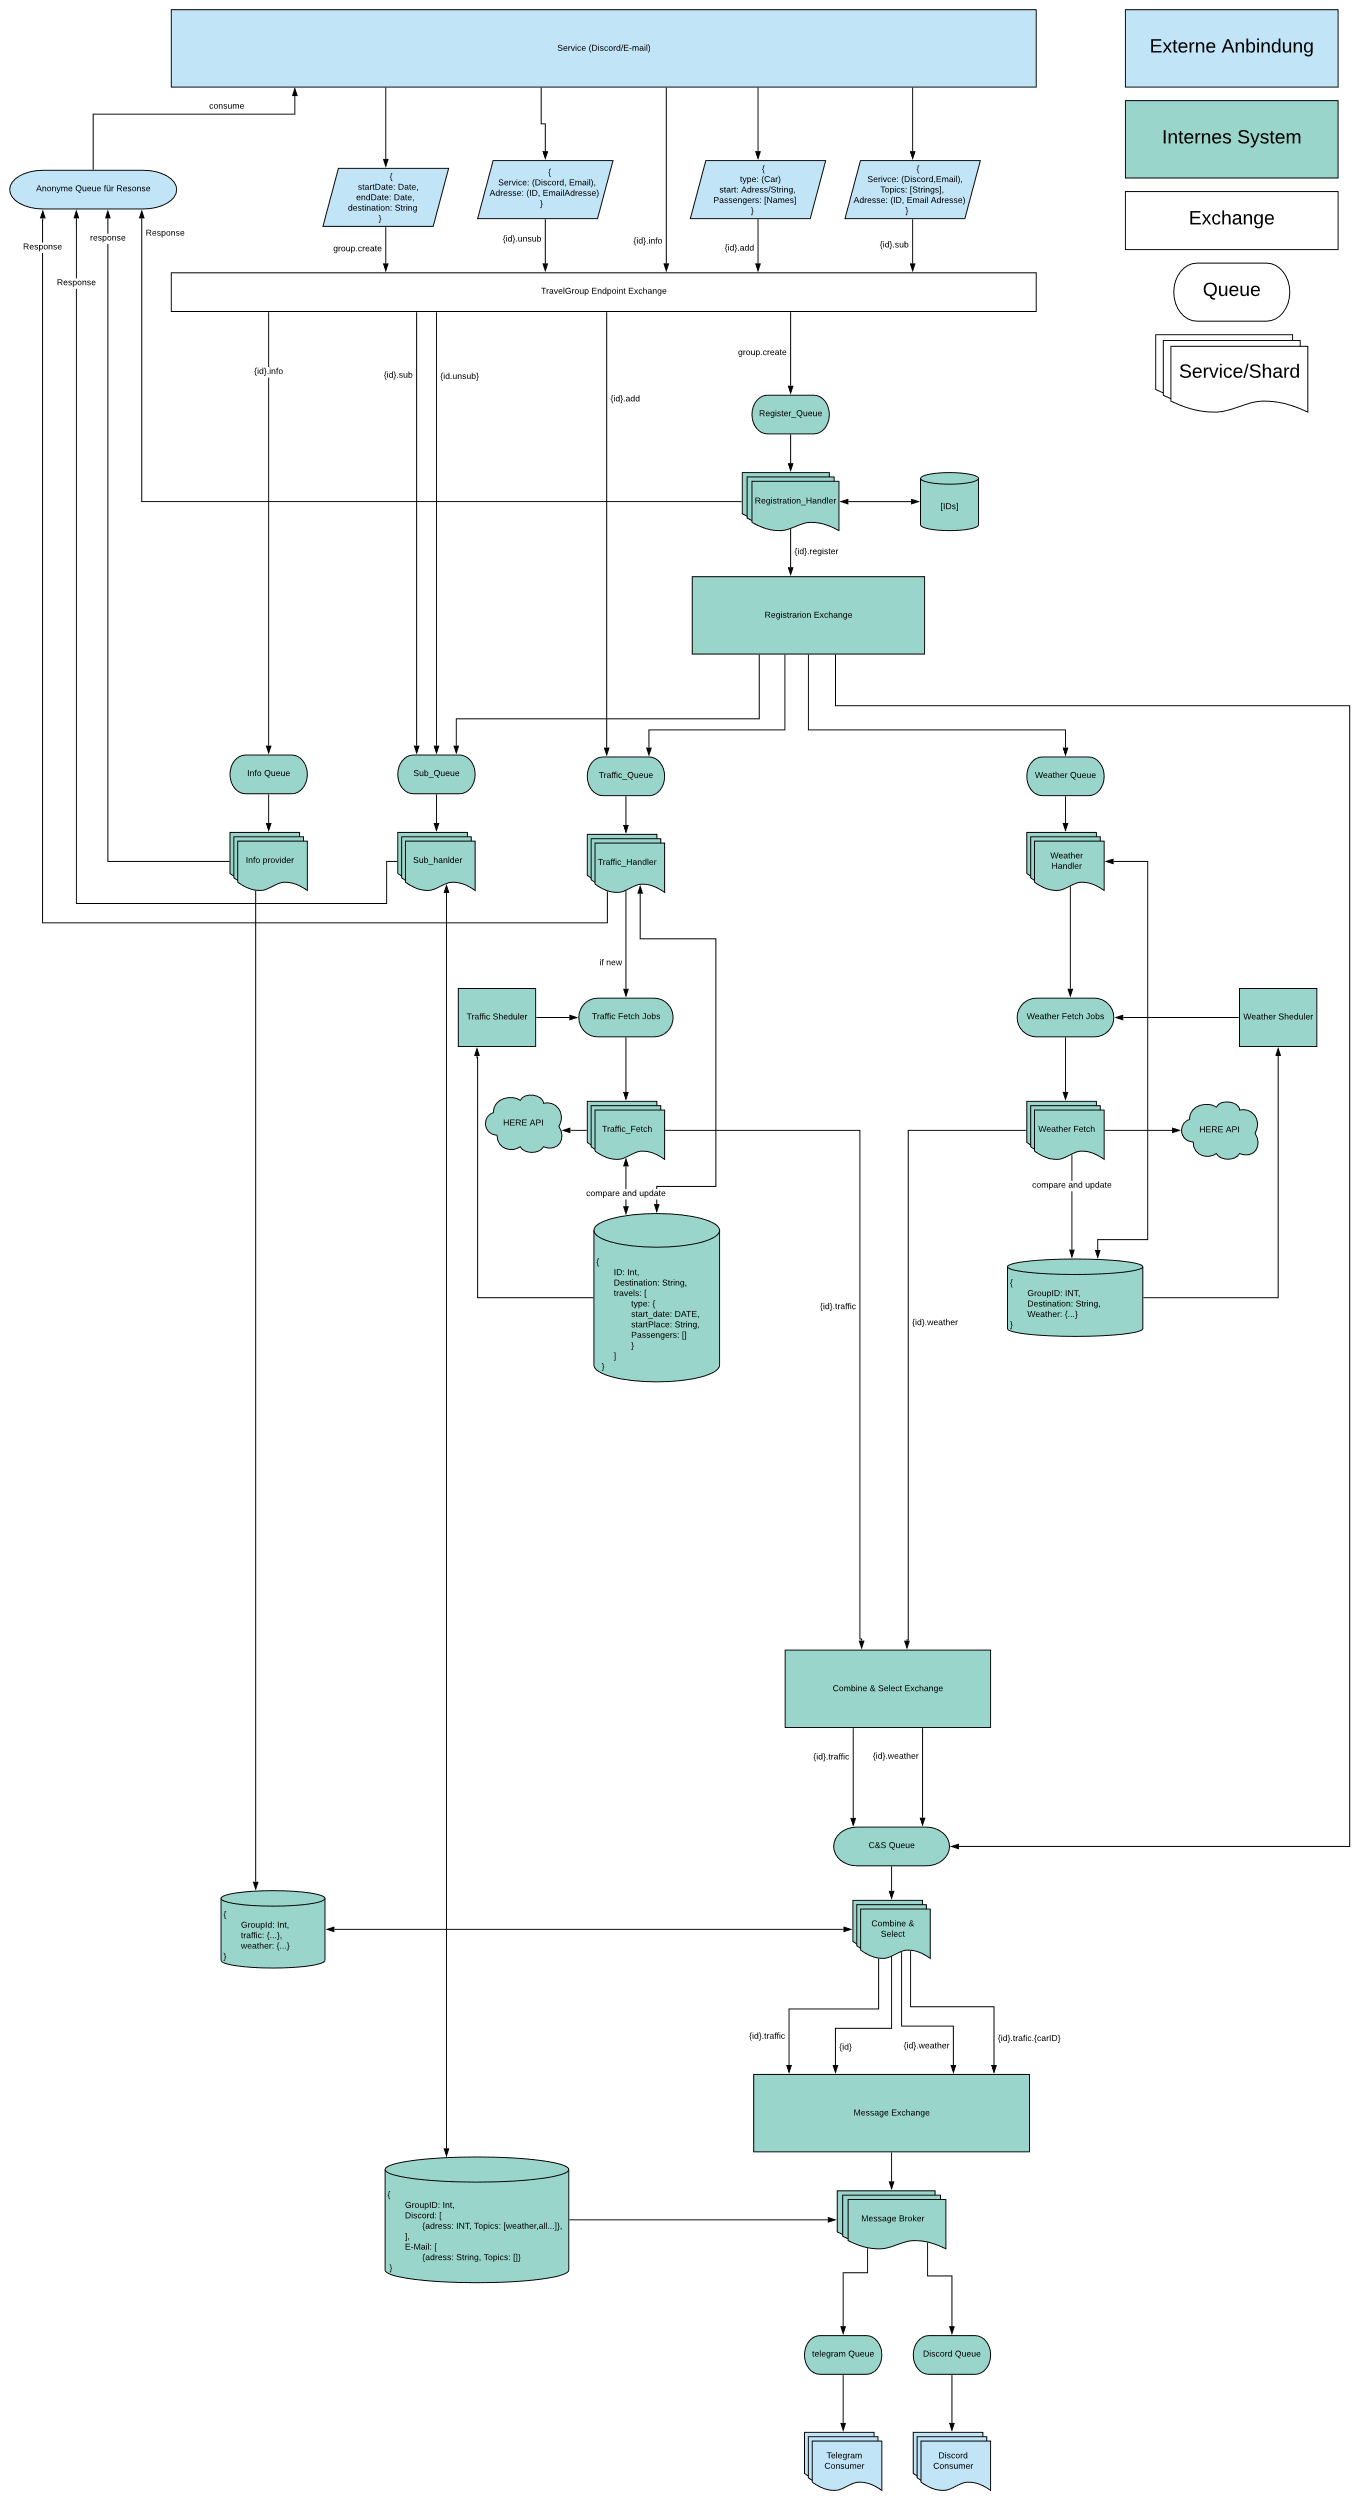 Service (Discord/E-mail)
Externe Anbindung
Internes System
Exchange
Queue
Service/Shard
consume
Anonyme Queue für Resonse
{
startDate: Date,
endDate: Date,
destination: String
}
{
Service: (Discord, Email),
Adresse: (ID, EmailAdresse)
}
{
type: (Car)
start: Adress/String,
Passengers: [Names]
}
{
Serivce: (Discord,Email),
Topics: [Strings],
Adresse: (ID, Email Adresse)
}
Response
Response
response
Response
group.create
{id}.unsub
{id}.info
{id}.add
{id}.sub
TravelGroup Endpoint Exchange
{id}.info
{id}.sub
{id.unsub}
{id}.add
group.create
Register_Queue
Registration_Handler
[IDs]
{id}.register
Registrarion Exchange
Info Queue
Sub_Queue
Traffic_Queue
Weather Queue
Info provider
Sub_hanlder
Traffic_Handler
Weather
Handler
if new
Traffic Sheduler
Traffic Fetch Jobs
Weather Fetch Jobs
Weather Sheduler
HERE API
Traffic_Fetch
Weather Fetch
HERE API
compare and update
compare and update
{
ID: Int,
Destination: String,
travels: [
type: {
start_date: DATE,
startPlace: String,
Passengers: []
}
]
}
{
GroupID: INT,
Destination: String,
Weather: {...}
}
{id}.traffic
{id}.weather
Combine & Select Exchange
{id}.traffic
{id}.weather
C&S Queue
{
GroupId: Int,
traffic: {...},
weather: {...}
}
Combine &
Select
{id}.traffic
{id}
{id}.weather
{id}.trafic.{carID}
Message Exchange
{
GroupID: Int,
Discord: [
{adress: INT, Topics: [weather,all...]},
],
E-Mail: [
{adress: String, Topics: []}
}
Message Broker
telegram Queue
Discord Queue
Telegram
Consumer
Discord
Consumer